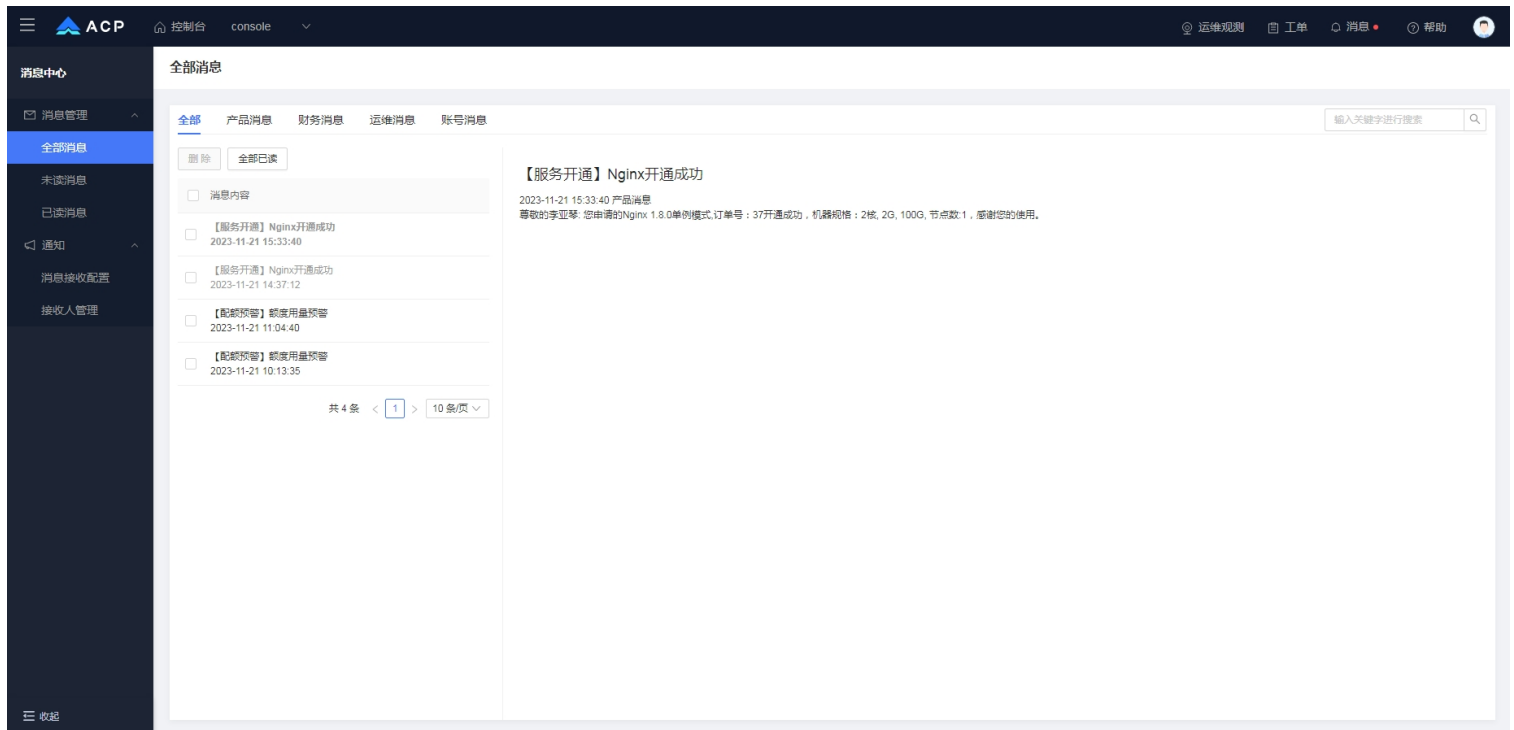 ACP
控制台
console
运维观测
工单
消息
帮助
消息中心
消息管理
全部消息
未读消息
已读消息
通知
消息接收配置
接收人管理
收起
全部消息
全部
产品消息
财务消息
运维消息
账号消息
输入关键字进行搜索
删除
全部已读
消息内容
【服务开通】Nginx开通成功
2023-11-21 15:33:40
【服务开通】Nginx开通成功
2023-11-21 14:37:12
【配额预警】额度用量预警
2023-11-21 11:04:40
【配额预警】额度用量预警
2023-11-21 10:13:35
共 4 条 < 1 > 10 条/页
【服务开通】Nginx开通成功
2023-11-21 15:33:40 产品消息
尊敬的李亚琴: 您申请的Nginx 1.8.0单例模式,订单号：37开通成功，机器规格：2核, 2G, 100G, 节点数:1，感谢您的使用。